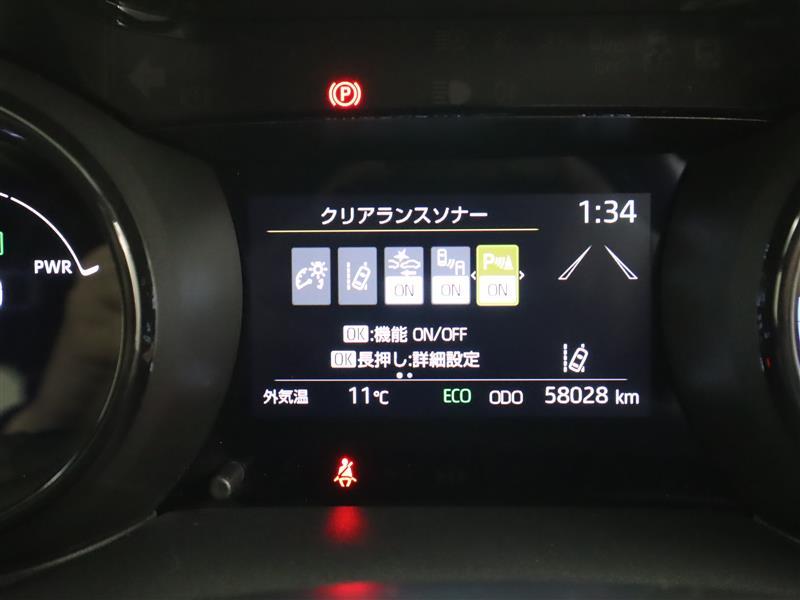 P
クリアランスソナー 1:34
PWR
ON ON P ON
OK:機能 ON/OFF
OK長押し:詳細設定
外気温 11℃ ECO ODO 58028 km